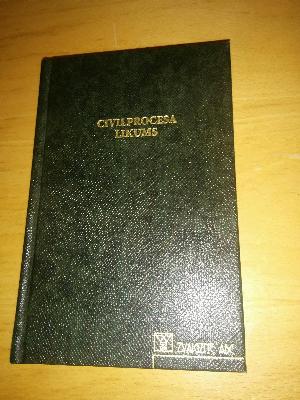 CIVILPROCESA
LIKUMS
ZVAIGZNE ABC